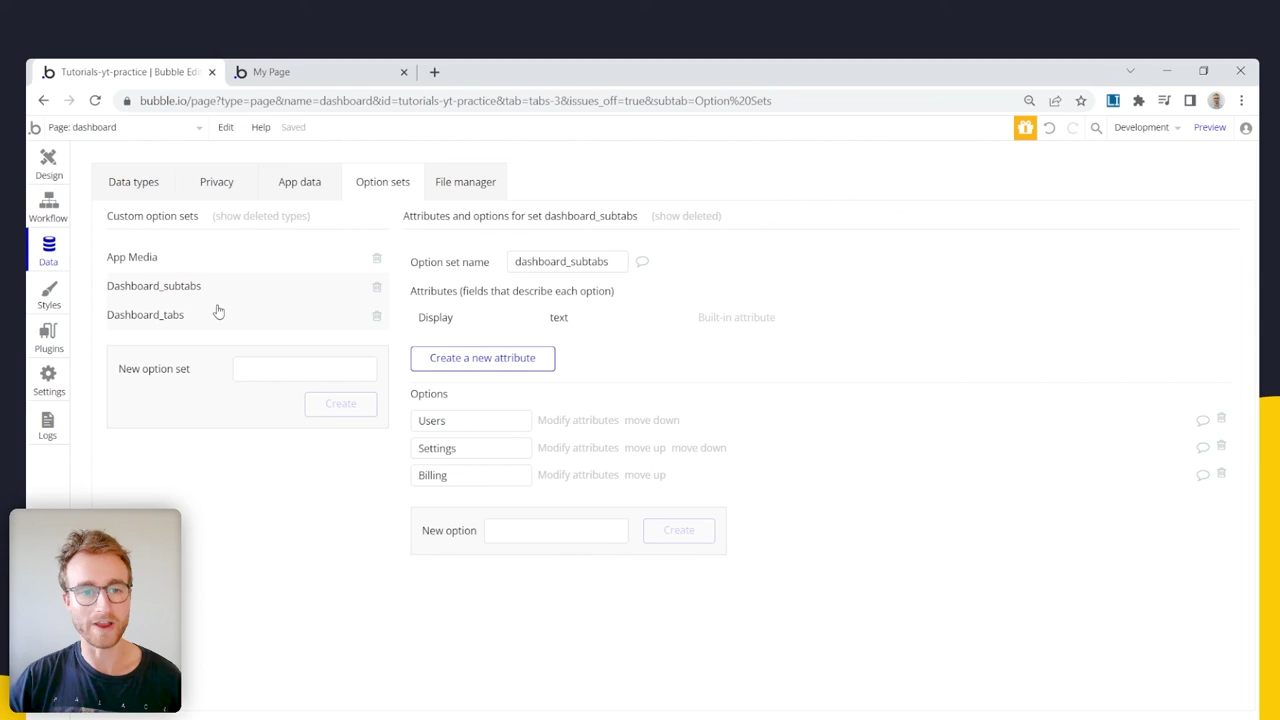 Tutorials-yt-practice | Bubble Edi
My Page
bubble.io/page?type=page&name=dashboard&id=tutorials-yt-practice&tab=tabs-3&issues_off=true&subtab=Option%20Sets
Page: dashboard
Edit
Help
Saved
Development
Preview
Design
Workflow
Data
Styles
Plugins
Settings
Logs
Data types
Privacy
App data
Option sets
File manager
Custom option sets
(show deleted types)
App Media
Dashboard_subtabs
Dashboard_tabs
New option set
Create
Attributes and options for set dashboard_subtabs
(show deleted)
Option set name
dashboard_subtabs
Attributes (fields that describe each option)
Display
text
Built-in attribute
Create a new attribute
Options
Users
Modify attributes
move down
Settings
Modify attributes
move up
move down
Billing
Modify attributes
move up
New option
Create